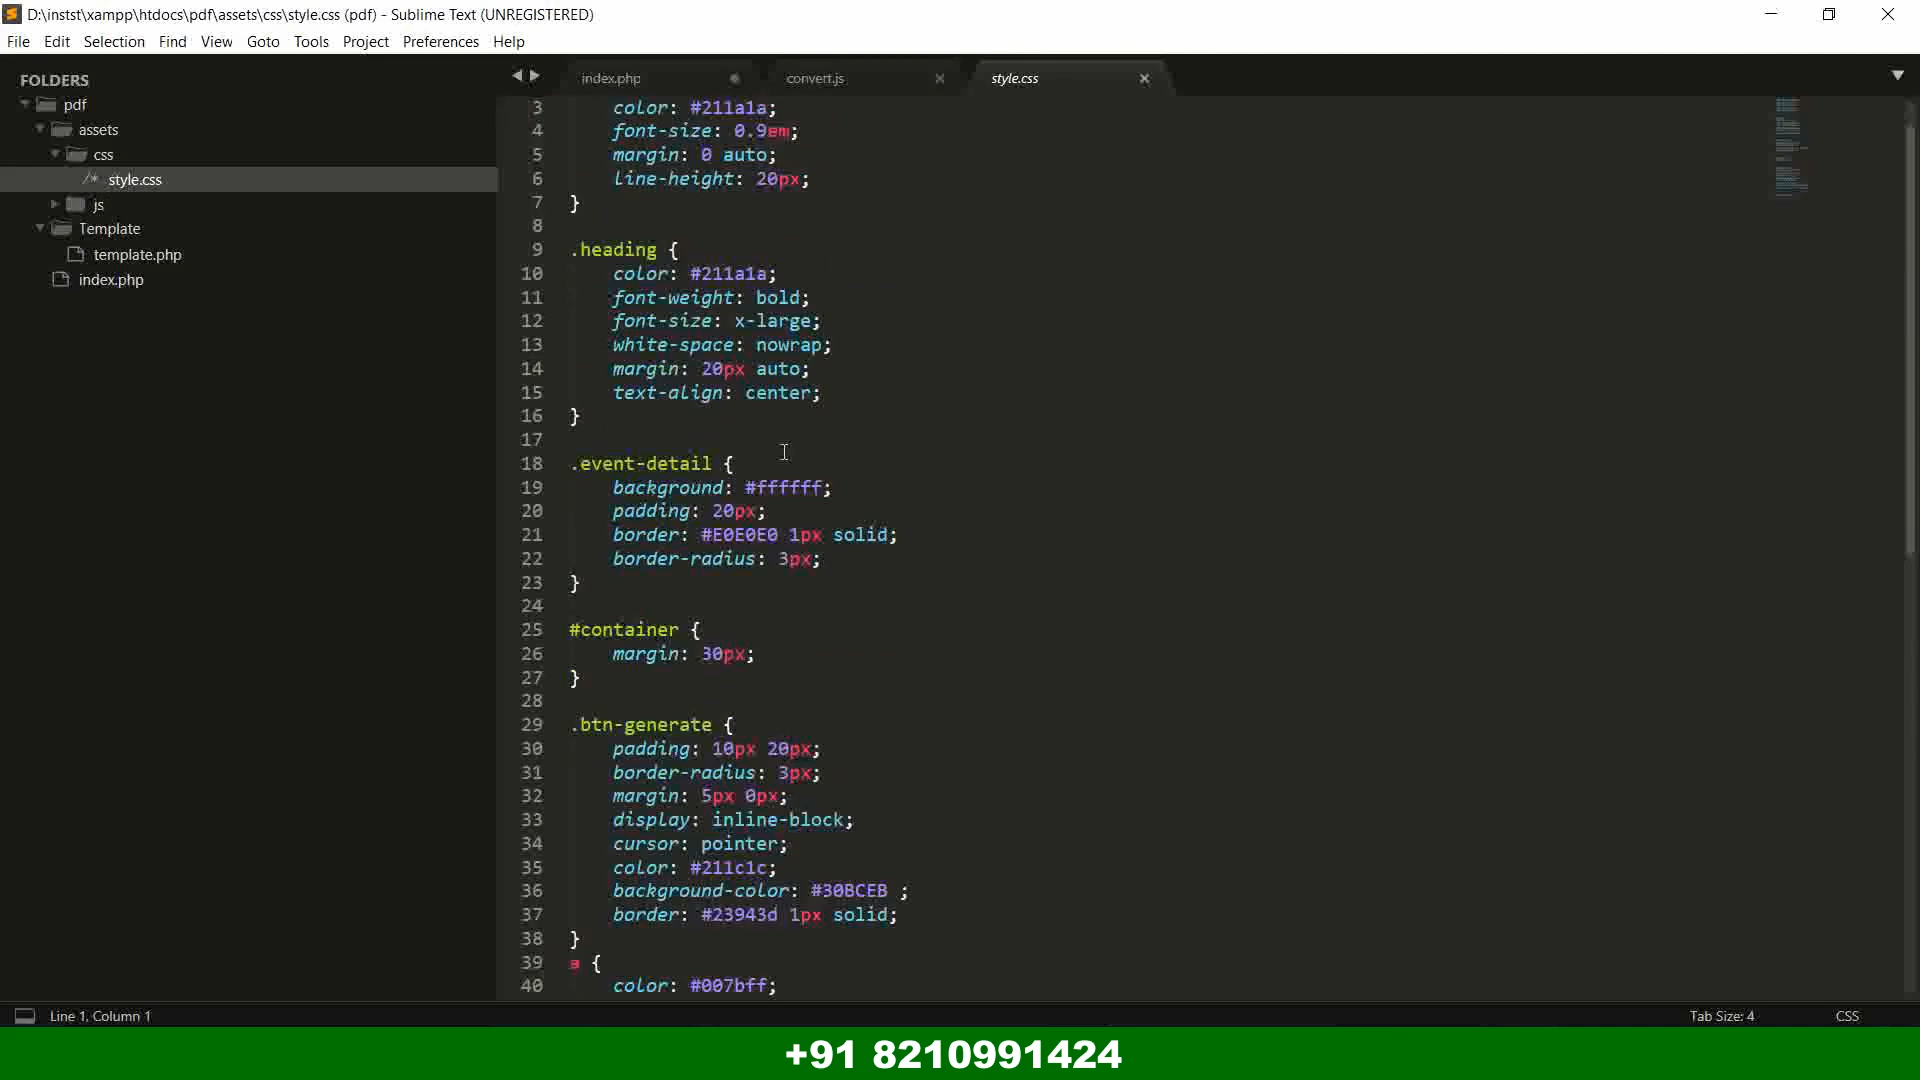 D:\instst\xampp\htdocs\pdf\assets\css\style.css (pdf) - Sublime Text (UNREGISTERED)
File Edit Selection Find View Goto Tools Project Preferences Help
FOLDERS
pdf
assets
css
/* style.css
js
Template
template.php
index.php
index.php convert.js style.css
3 color: #211a1a;
4 font-size: 0.9em;
5 margin: 0 auto;
6 line-height: 20px;
7 }
8
9 .heading {
10 color: #211a1a;
11 font-weight: bold;
12 font-size: x-large;
13 white-space: nowrap;
14 margin: 20px auto;
15 text-align: center;
16 }
17
18 .event-detail {
19 background: #ffffff;
20 padding: 20px;
21 border: #E0E0E0 1px solid;
22 border-radius: 3px;
23 }
24
25 #container {
26 margin: 30px;
27 }
28
29 .btn-generate {
30 padding: 10px 20px;
31 border-radius: 3px;
32 margin: 5px 0px;
33 display: inline-block;
34 cursor: pointer;
35 color: #211c1c;
36 background-color: #30BCEB ;
37 border: #23943d 1px solid;
38 }
39 a {
40 color: #007bff;
Line 1, Column 1 Tab Size: 4 CSS
+91 8210991424